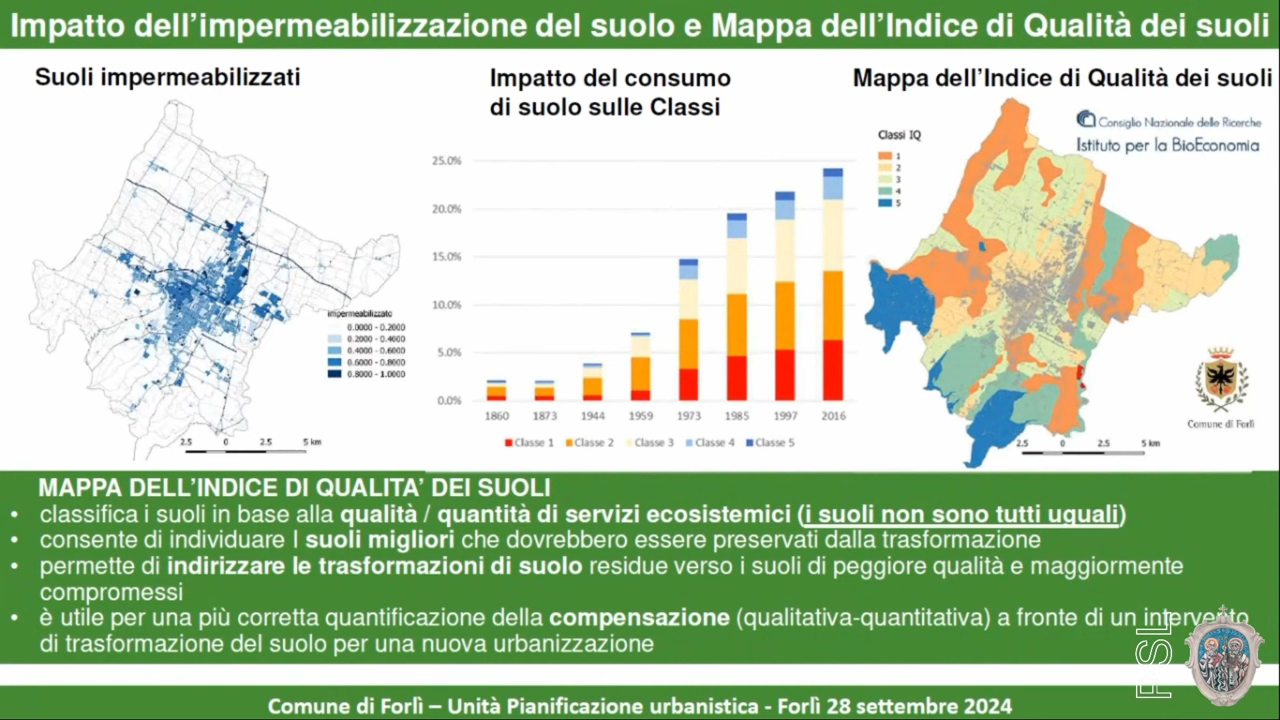 Impatto dell'impermeabilizzazione del suolo e Mappa dell'Indice di Qualità dei suoli
Suoli impermeabilizzati
impermeabilizzato
0.0000 - 0.2000
0.2000 - 0.4000
0.4000 - 0.6000
0.6000 - 0.8000
0.8000 - 1.0000
2.5 0 2.5 5 km
Impatto del consumo
di suolo sulle Classi
25.0%
20.0%
15.0%
10.0%
5.0%
0.0%
1860 1873 1944 1959 1973 1985 1997 2016
Classe 1 Classe 2 Classe 3 Classe 4 Classe 5
Mappa dell'Indice di Qualità dei suoli
Consiglio Nazionale delle Ricerche
Istituto per la BioEconomia
Classi IQ
1
2
3
4
5
Comune di Forlì
2.5 0 2.5 5 km
MAPPA DELL'INDICE DI QUALITA' DEI SUOLI
• classifica i suoli in base alla qualità / quantità di servizi ecosistemici (i suoli non sono tutti uguali)
• consente di individuare I suoli migliori che dovrebbero essere preservati dalla trasformazione
• permette di indirizzare le trasformazioni di suolo residue verso i suoli di peggiore qualità e maggiormente
compromessi
• è utile per una più corretta quantificazione della compensazione (qualitativa-quantitativa) a fronte di un intervento
di trasformazione del suolo per una nuova urbanizzazione
FSL
Comune di Forlì – Unità Pianificazione urbanistica - Forlì 28 settembre 2024